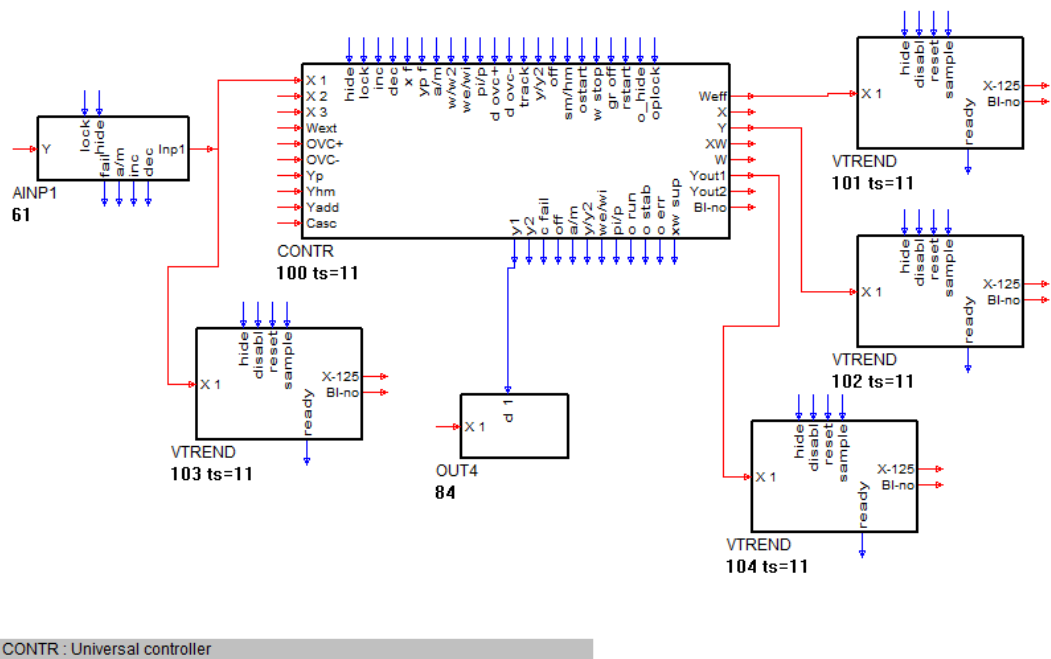 lock
hide
Y
Inp1
fail
a/m
inc
dec
AINP1
61
hide
lock
inc
dec
x f
yp f
a/m
w/w2
we/wi
pi/p
d ovc+
d ovc-
track
y/y2
off
sm/hm
ostart
w stop
gr off
rstart
o_hide
oplock
X 1
X 2
X 3
Wext
OVC+
OVC-
Yp
Yhm
Yadd
Casc
Weff
X
Y
XW
W
Yout1
Yout2
Bl-no
y1
y2
c fail
off
a/m
y/y2
we/wi
pi/p
o run
o stab
o err
xw sup
CONTR
100 ts=11
hide
disabl
reset
sample
X 1
X-125
Bl-no
ready
VTREND
101 ts=11
hide
disabl
reset
sample
X 1
X-125
Bl-no
ready
VTREND
102 ts=11
hide
disabl
reset
sample
X 1
X-125
Bl-no
ready
VTREND
103 ts=11
d 1
X 1
OUT4
84
hide
disabl
reset
sample
X 1
X-125
Bl-no
ready
VTREND
104 ts=11
CONTR : Universal controller